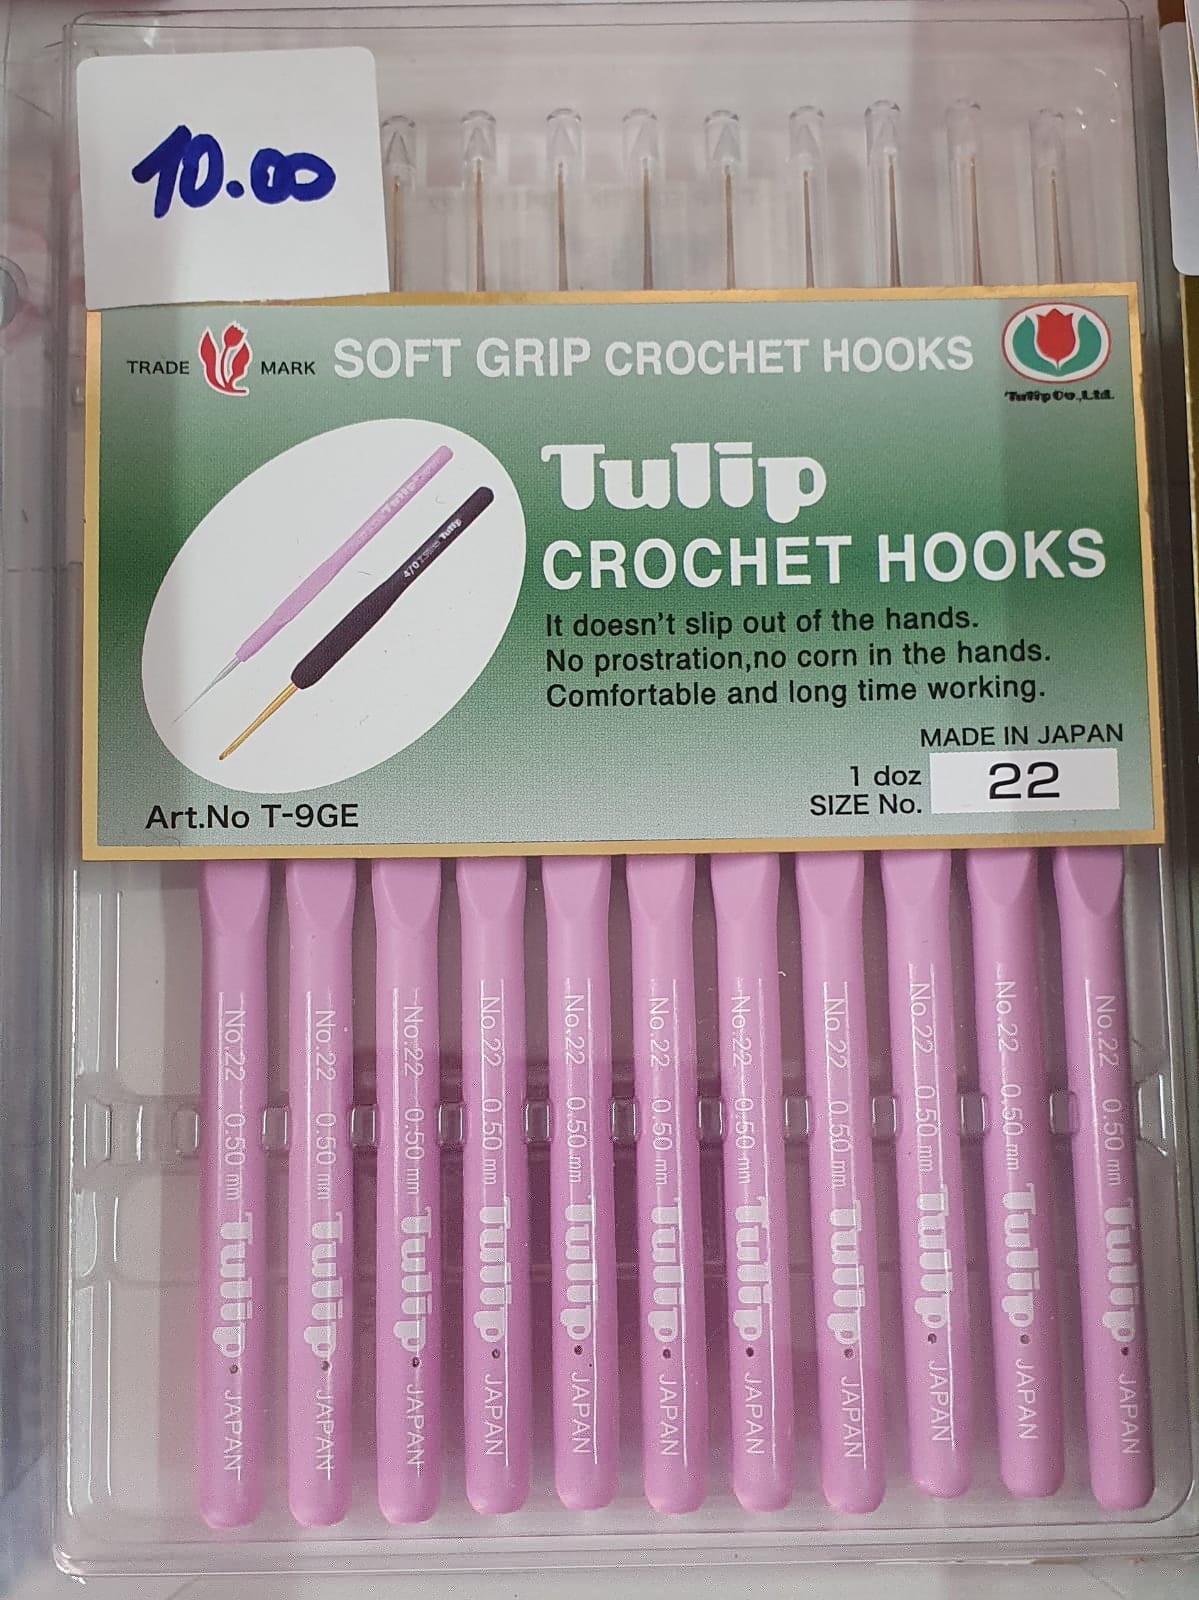 10.00
TRADE MARK SOFT GRIP CROCHET HOOKS
Tulip Co.,Ltd.
Tulip
CROCHET HOOKS
It doesn't slip out of the hands.
No prostration,no corn in the hands.
Comfortable and long time working.
MADE IN JAPAN
1 doz
SIZE No. 22
Art.No T-9GE
No.22 0.50 mm Tulip • JAPAN
No.22 0.50 mm Tulip • JAPAN
No.22 0.50 mm Tulip • JAPAN
No.22 0.50 mm Tulip • JAPAN
No.22 0.50 mm Tulip • JAPAN
No.22 0.50 mm Tulip • JAPAN
No.22 0.50 mm Tulip • JAPAN
No.22 0.50 mm Tulip • JAPAN
No.22 0.50 mm Tulip • JAPAN
No.22 0.50 mm Tulip • JAPAN
No.22 0.50 mm Tulip • JAPAN